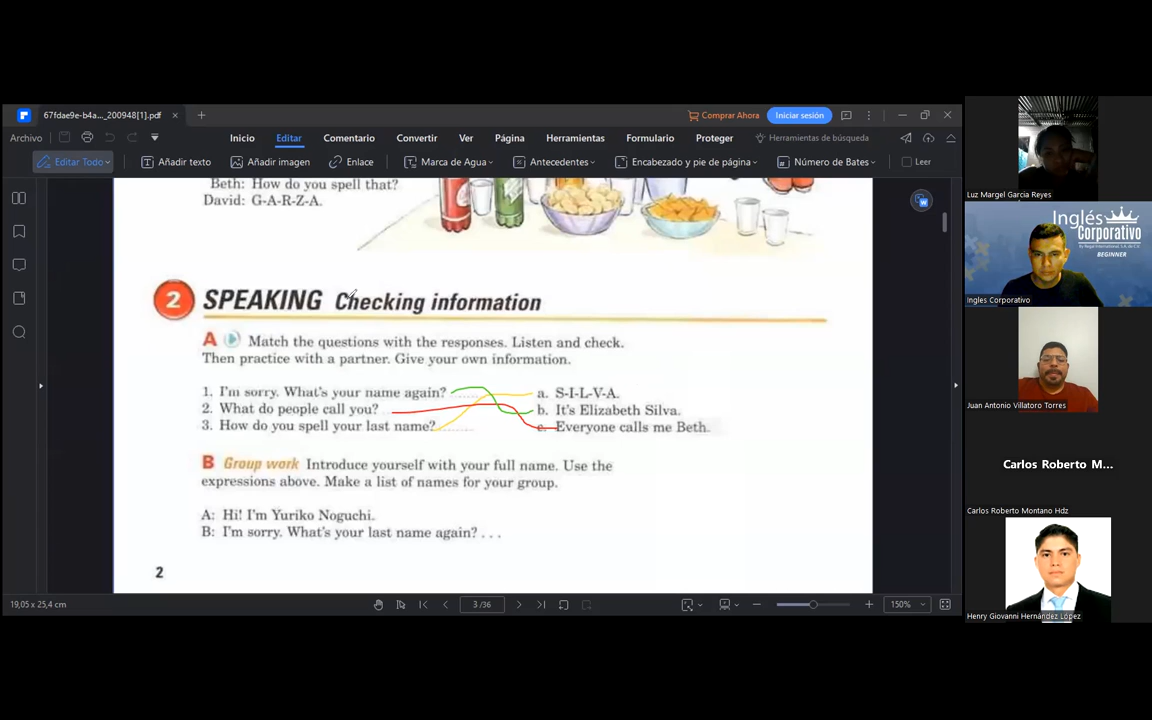 67fdae9e-b4a..._200948[1].pdf
Comprar Ahora
Iniciar sesión
Archivo
Inicio
Editar
Comentario
Convertir
Ver
Página
Herramientas
Formulario
Proteger
Herramientas de búsqueda
Editar Todo
Añadir texto
Añadir imagen
Enlace
Marca de Agua
Antecedentes
Encabezado y pie de página
Número de Bates
Leer
Beth: How do you spell that?
David: G-A-R-Z-A.
2 SPEAKING Checking information
A Match the questions with the responses. Listen and check.
Then practice with a partner. Give your own information.
1. I'm sorry. What's your name again? ........ a. S-I-L-V-A.
2. What do people call you? b. It's Elizabeth Silva.
3. How do you spell your last name? ........ c. Everyone calls me Beth.
B Group work Introduce yourself with your full name. Use the
expressions above. Make a list of names for your group.
A: Hi! I'm Yuriko Noguchi.
B: I'm sorry. What's your last name again? . . .
2
19,05 x 25,4 cm
3 /36
150%
Luz Margel Garcia Reyes
Inglés
Corporativo
BEGINNER
Ingles Corporativo
Juan Antonio Villatoro Torres
Carlos Roberto M...
Carlos Roberto Montano Hdz
Henry Giovanni Hernández López